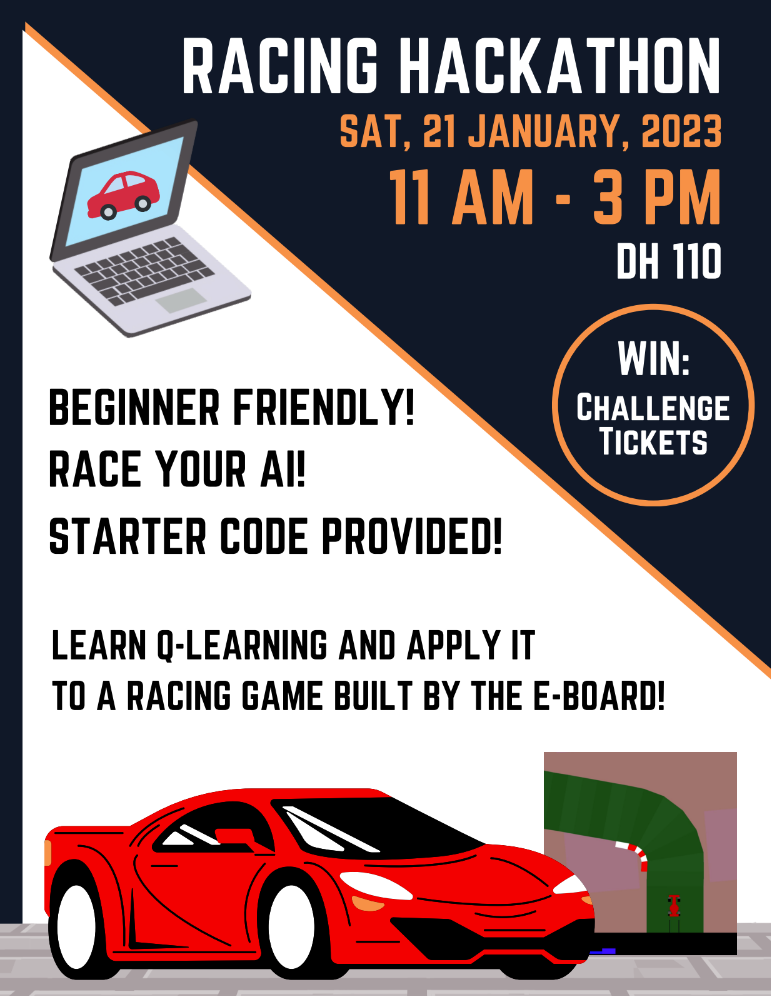 RACING HACKATHON
SAT, 21 JANUARY, 2023
11 AM - 3 PM
DH 110
WIN:
CHALLENGE
TICKETS
BEGINNER FRIENDLY!
RACE YOUR AI!
STARTER CODE PROVIDED!
LEARN Q-LEARNING AND APPLY IT
TO A RACING GAME BUILT BY THE E-BOARD!